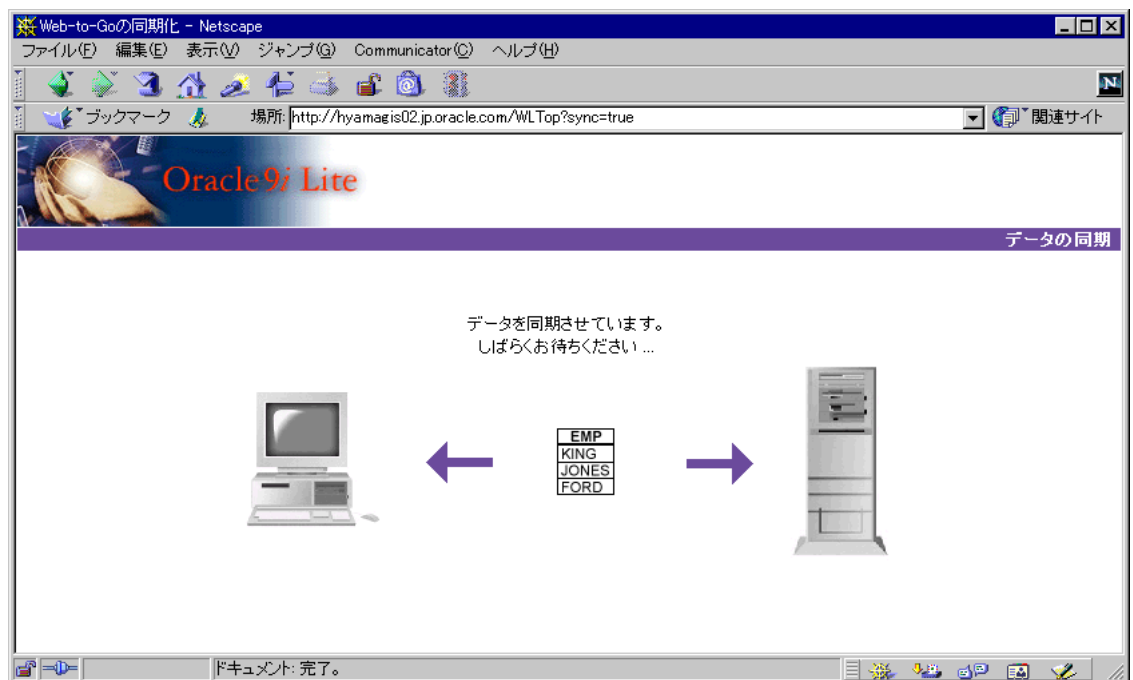 Web-to-Goの同期化 - Netscape
ファイル(F) 編集(E) 表示(V) ジャンプ(G) Communicator(C) ヘルプ(H)
N
ブックマーク 場所: http://hyamagis02.jp.oracle.com/WLTop?sync=true 関連サイト
Oracle9i Lite
データの同期
データを同期させています。
しばらくお待ちください ...
EMP
KING
JONES
FORD
ドキュメント: 完了。